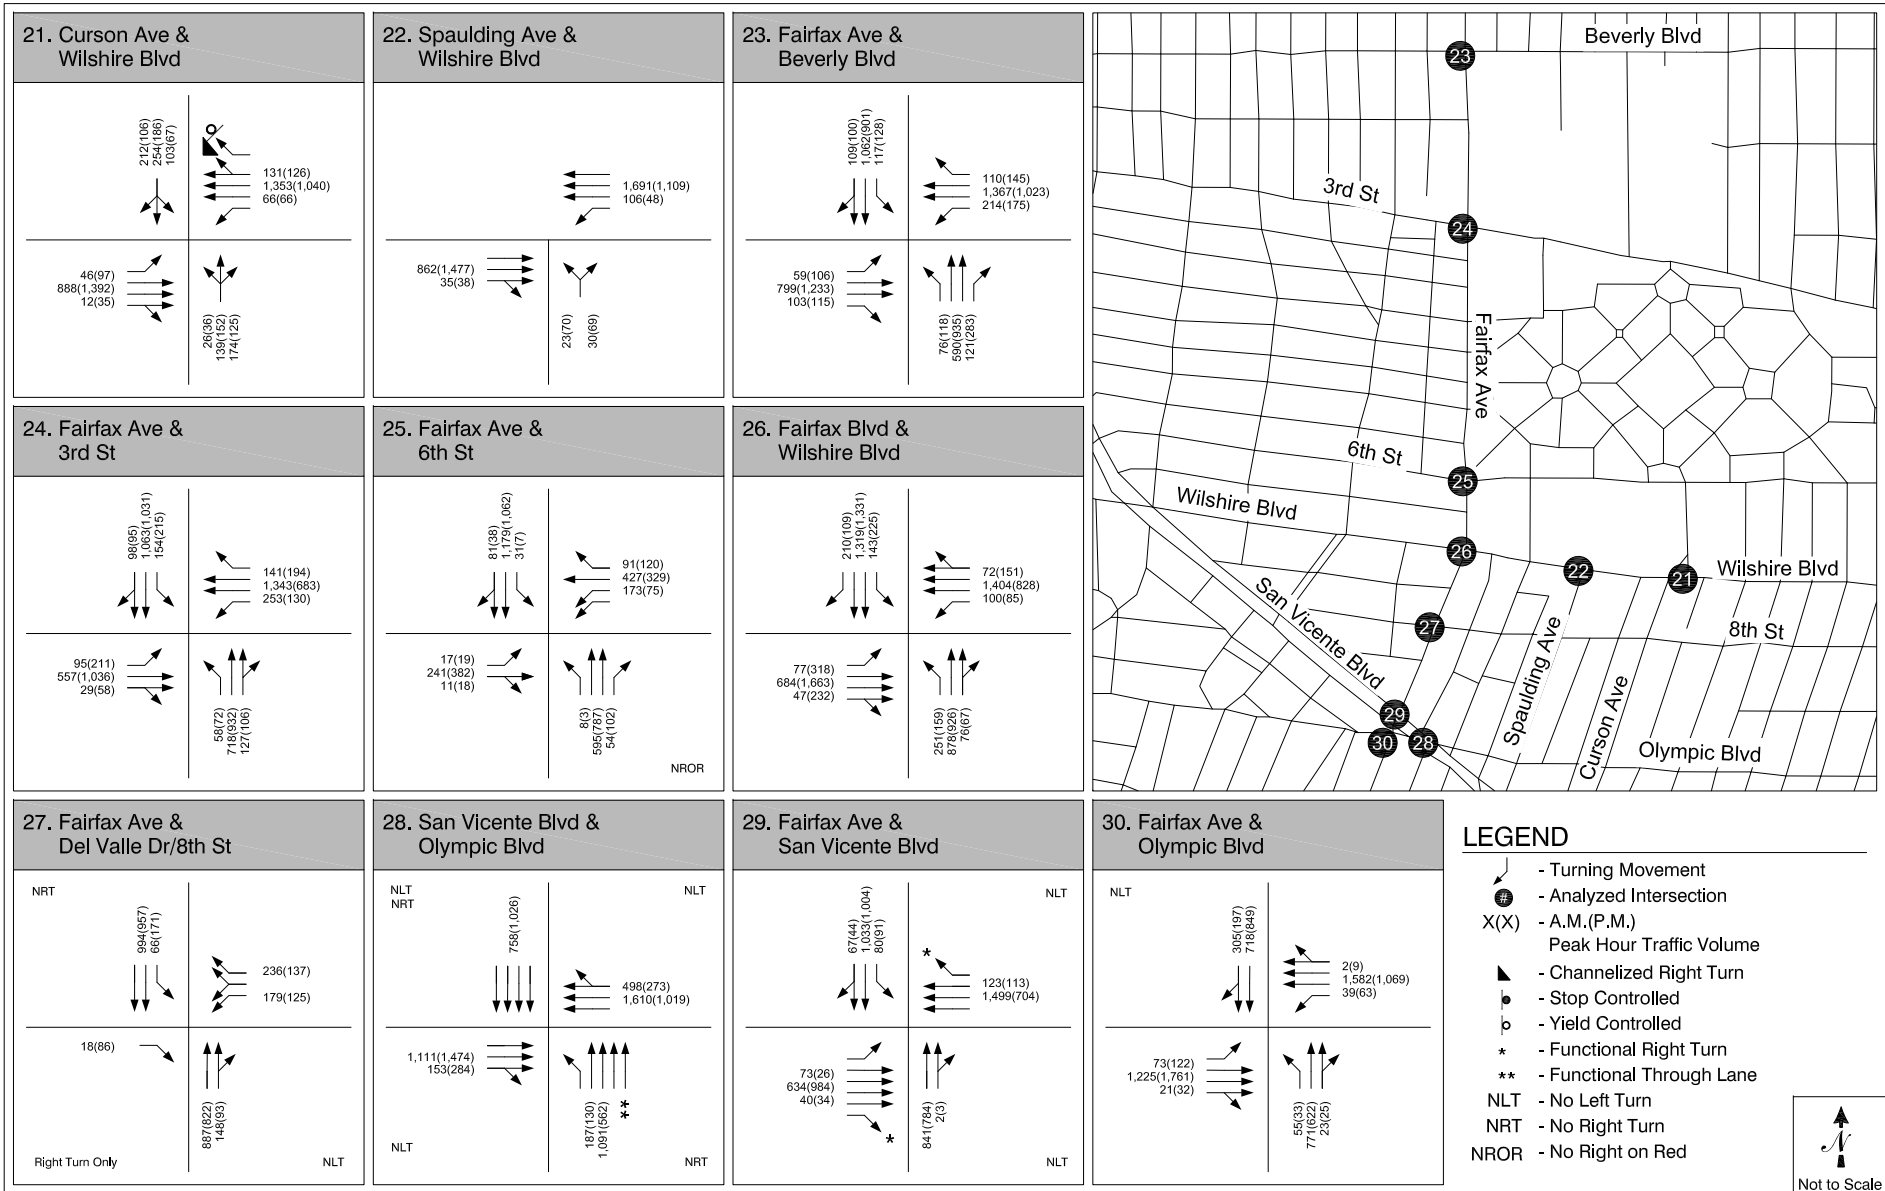 21. Curson Ave &
Wilshire Blvd
212(106)
254(186)
103(67)
131(126)
1,353(1,040)
66(66)
46(97)
888(1,392)
12(35)
26(36)
139(152)
174(125)
22. Spaulding Ave &
Wilshire Blvd
1,691(1,109)
106(48)
862(1,477)
35(38)
23(70)
30(69)
23. Fairfax Ave &
Beverly Blvd
109(100)
1,062(901)
117(128)
110(145)
1,367(1,023)
214(175)
59(106)
799(1,233)
103(115)
76(118)
590(935)
121(283)
24. Fairfax Ave &
3rd St
98(95)
1,063(1,031)
154(215)
141(194)
1,343(683)
253(130)
95(211)
557(1,036)
29(58)
58(72)
718(932)
127(106)
25. Fairfax Ave &
6th St
81(38)
1,179(1,062)
31(7)
91(120)
427(329)
173(75)
17(19)
241(382)
11(18)
8(3)
595(787)
54(102)
NROR
26. Fairfax Blvd &
Wilshire Blvd
210(109)
1,319(1,331)
143(225)
72(151)
1,404(828)
100(85)
77(318)
684(1,663)
47(232)
251(159)
878(926)
76(67)
Beverly Blvd
23
3rd St
24
Fairfax Ave
6th St
25
Wilshire Blvd
26
22
21
Wilshire Blvd
San Vicente Blvd
27
8th St
Spaulding Ave
Curson Ave
29
30
28
Olympic Blvd
27. Fairfax Ave &
Del Valle Dr/8th St
NRT
994(957)
66(171)
236(137)
179(125)
18(86)
887(822)
148(93)
Right Turn Only
NLT
28. San Vicente Blvd &
Olympic Blvd
NLT
NRT
NLT
758(1,026)
498(273)
1,610(1,019)
1,111(1,474)
153(284)
187(130)
1,091(562)
**
NLT
NRT
29. Fairfax Ave &
San Vicente Blvd
NLT
67(44)
1,033(1,004)
80(91)
*
123(113)
1,499(704)
73(26)
634(984)
40(34)
*
841(784)
2(3)
NLT
30. Fairfax Ave &
Olympic Blvd
NLT
305(197)
718(849)
2(9)
1,582(1,069)
39(63)
73(122)
1,225(1,761)
21(32)
55(33)
771(622)
23(25)
LEGEND
- Turning Movement
# - Analyzed Intersection
X(X) - A.M.(P.M.)
Peak Hour Traffic Volume
- Channelized Right Turn
- Stop Controlled
- Yield Controlled
* - Functional Right Turn
** - Functional Through Lane
NLT - No Left Turn
NRT - No Right Turn
NROR - No Right on Red
N
Not to Scale